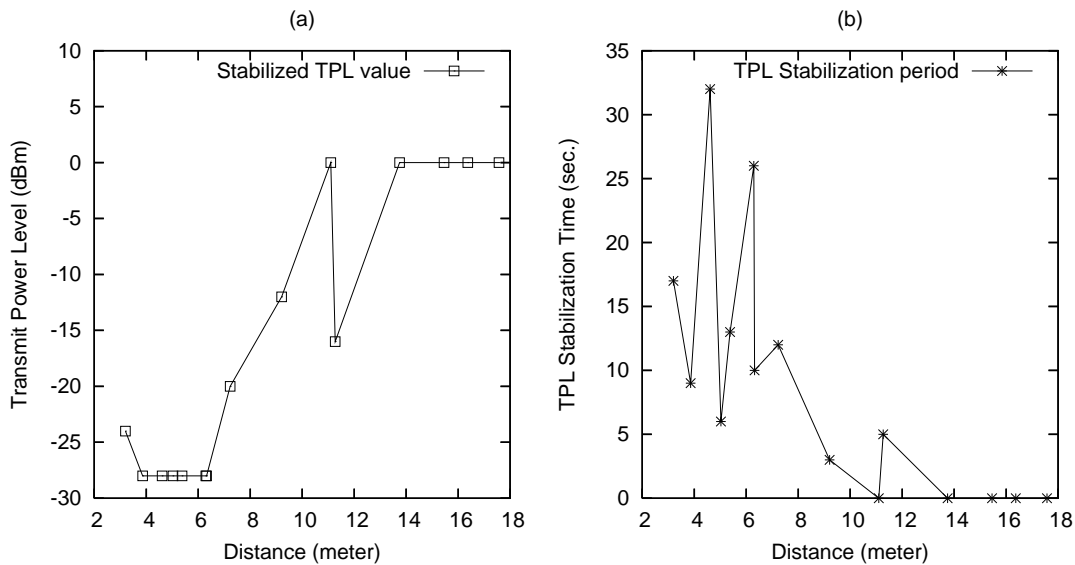 (a)
Stabilized TPL value
Transmit Power Level (dBm)
10
5
0
-5
-10
-15
-20
-25
-30
2 4 6 8 10 12 14 16 18
Distance (meter)
(b)
TPL Stabilization period
TPL Stabilization Time (sec.)
35
30
25
20
15
10
5
0
2 4 6 8 10 12 14 16 18
Distance (meter)